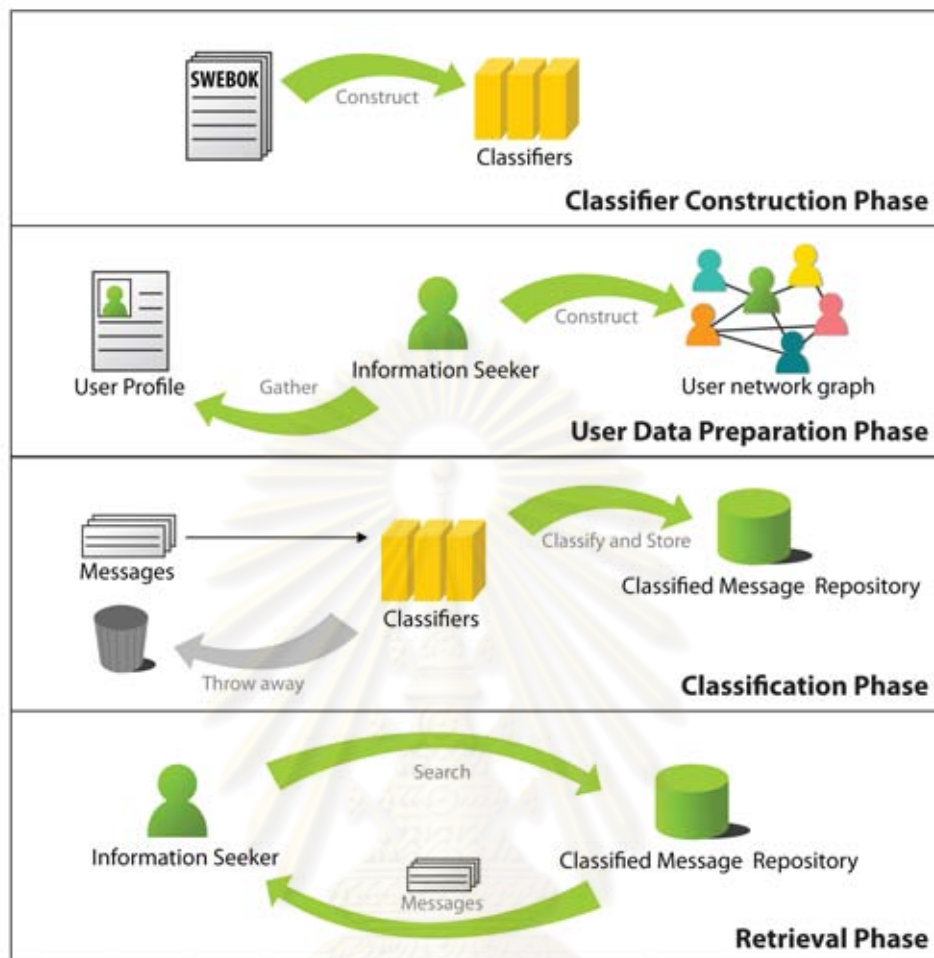 SWEBOK
Construct
Classifiers
Classifier Construction Phase
User Profile
Gather
Information Seeker
Construct
User network graph
User Data Preparation Phase
Messages
Classifiers
Classify and Store
Classified Message Repository
Throw away
Classification Phase
Search
Information Seeker
Classified Message Repository
Messages
Retrieval Phase